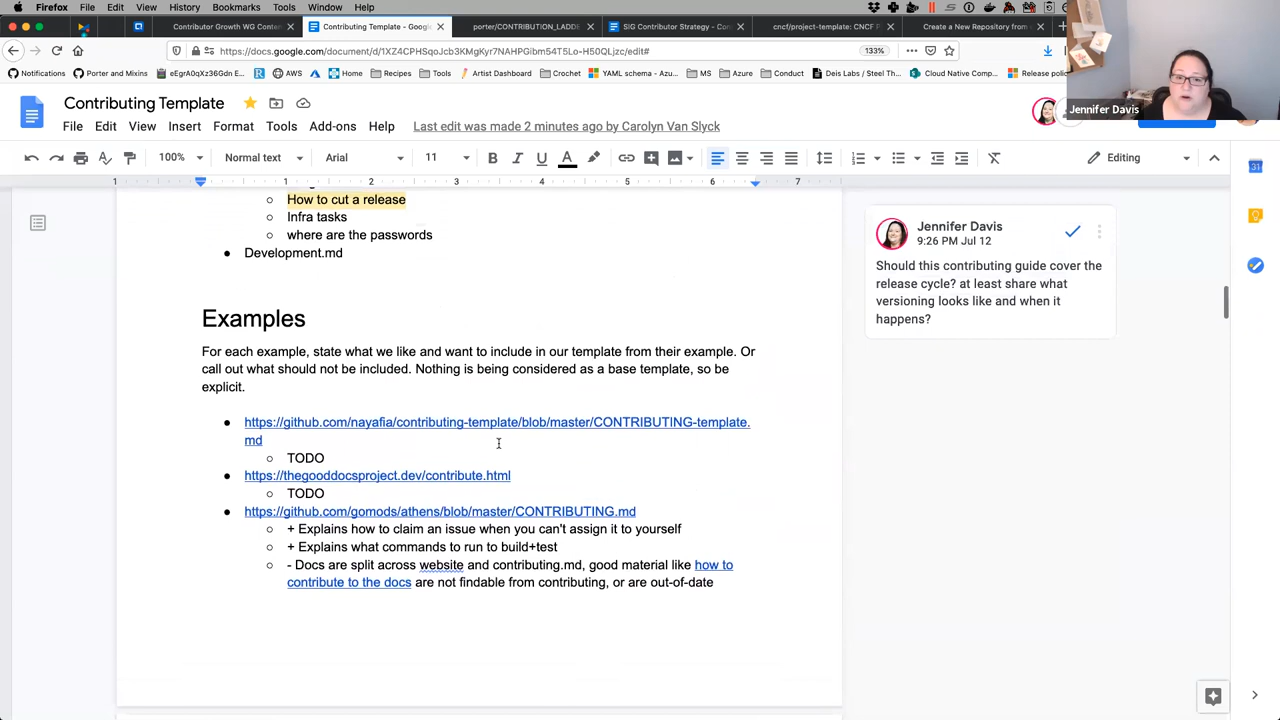 Firefox File Edit View History Bookmarks Tools Window Help
Contributor Growth WG Conten
Contributing Template - Googl
porter/CONTRIBUTION_LADDE
SIG Contributor Strategy - Con
cncf/project-template: CNCF P
Create a New Repository from a
https://docs.google.com/document/d/1XZ4CPHSqoJcb3KMgKyr7NAHPGibm54T5Lo-H50QLjzc/edit#
133%
Notifications
Porter and Mixins
eEgrA0qXz36Gdn E...
AWS
Home
Recipes
Tools
Artist Dashboard
Crochet
YAML schema - Azu...
MS
Azure
Conduct
Deis Labs / Steel Th...
Cloud Native Comp...
Release polic
Jennifer Davis
Contributing Template
File Edit View Insert Format Tools Add-ons Help
Last edit was made 2 minutes ago by Carolyn Van Slyck
100% Normal text Arial 11 Editing
1 1 2 3 4 5 6 7
How to cut a release
Infra tasks
where are the passwords
Development.md
Examples
For each example, state what we like and want to include in our template from their example. Or
call out what should not be included. Nothing is being considered as a base template, so be
explicit.
https://github.com/nayafia/contributing-template/blob/master/CONTRIBUTING-template.
md
TODO
https://thegooddocsproject.dev/contribute.html
TODO
https://github.com/gomods/athens/blob/master/CONTRIBUTING.md
+ Explains how to claim an issue when you can't assign it to yourself
+ Explains what commands to run to build+test
- Docs are split across website and contributing.md, good material like how to
contribute to the docs are not findable from contributing, or are out-of-date
Jennifer Davis
9:26 PM Jul 12
Should this contributing guide cover the
release cycle? at least share what
versioning looks like and when it
happens?